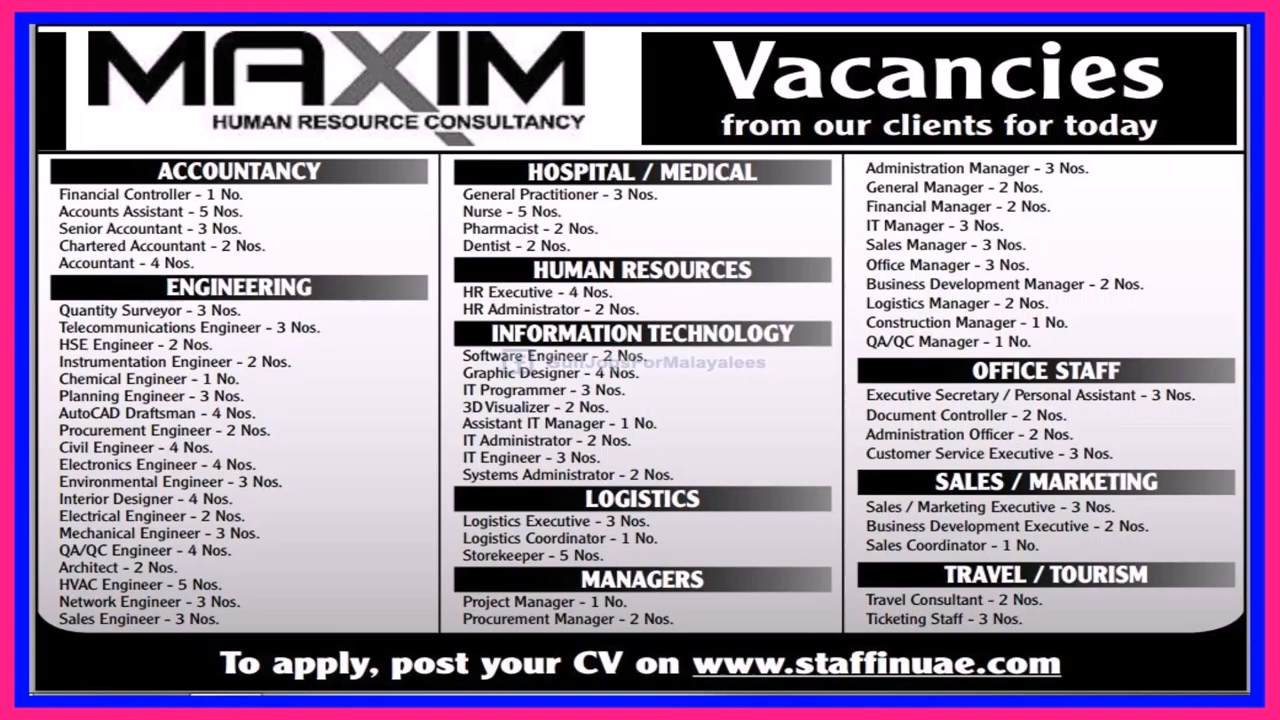 MAXIM
HUMAN RESOURCE CONSULTANCY
Vacancies
from our clients for today
ACCOUNTANCY
Financial Controller - 1 No.
Accounts Assistant - 5 Nos.
Senior Accountant - 3 Nos.
Chartered Accountant - 2 Nos.
Accountant - 4 Nos.
ENGINEERING
Quantity Surveyor - 3 Nos.
Telecommunications Engineer - 3 Nos.
HSE Engineer - 2 Nos.
Instrumentation Engineer - 2 Nos.
Chemical Engineer - 1 No.
Planning Engineer - 3 Nos.
AutoCAD Draftsman - 4 Nos.
Procurement Engineer - 2 Nos.
Civil Engineer - 4 Nos.
Electronics Engineer - 4 Nos.
Environmental Engineer - 3 Nos.
Interior Designer - 4 Nos.
Electrical Engineer - 2 Nos.
Mechanical Engineer - 3 Nos.
QA/QC Engineer - 4 Nos.
Architect - 2 Nos.
HVAC Engineer - 5 Nos.
Network Engineer - 3 Nos.
Sales Engineer - 3 Nos.
HOSPITAL / MEDICAL
General Practitioner - 3 Nos.
Nurse - 5 Nos.
Pharmacist - 2 Nos.
Dentist - 2 Nos.
HUMAN RESOURCES
HR Executive - 4 Nos.
HR Administrator - 2 Nos.
INFORMATION TECHNOLOGY
Software Engineer - 2 Nos.
GulfJobsForMalayalees
Graphic Designer - 4 Nos.
IT Programmer - 3 Nos.
3D Visualizer - 2 Nos.
Assistant IT Manager - 1 No.
IT Administrator - 2 Nos.
IT Engineer - 3 Nos.
Systems Administrator - 2 Nos.
LOGISTICS
Logistics Executive - 3 Nos.
Logistics Coordinator - 1 No.
Storekeeper - 5 Nos.
MANAGERS
Project Manager - 1 No.
Procurement Manager - 2 Nos.
Administration Manager - 3 Nos.
General Manager - 2 Nos.
Financial Manager - 2 Nos.
IT Manager - 3 Nos.
Sales Manager - 3 Nos.
Office Manager - 3 Nos.
Business Development Manager - 2 Nos.
Logistics Manager - 2 Nos.
Construction Manager - 1 No.
QA/QC Manager - 1 No.
OFFICE STAFF
Executive Secretary / Personal Assistant - 3 Nos.
Document Controller - 2 Nos.
Administration Officer - 2 Nos.
Customer Service Executive - 3 Nos.
SALES / MARKETING
Sales / Marketing Executive - 3 Nos.
Business Development Executive - 2 Nos.
Sales Coordinator - 1 No.
TRAVEL / TOURISM
Travel Consultant - 2 Nos.
Ticketing Staff - 3 Nos.
To apply, post your CV on www.staffinuae.com